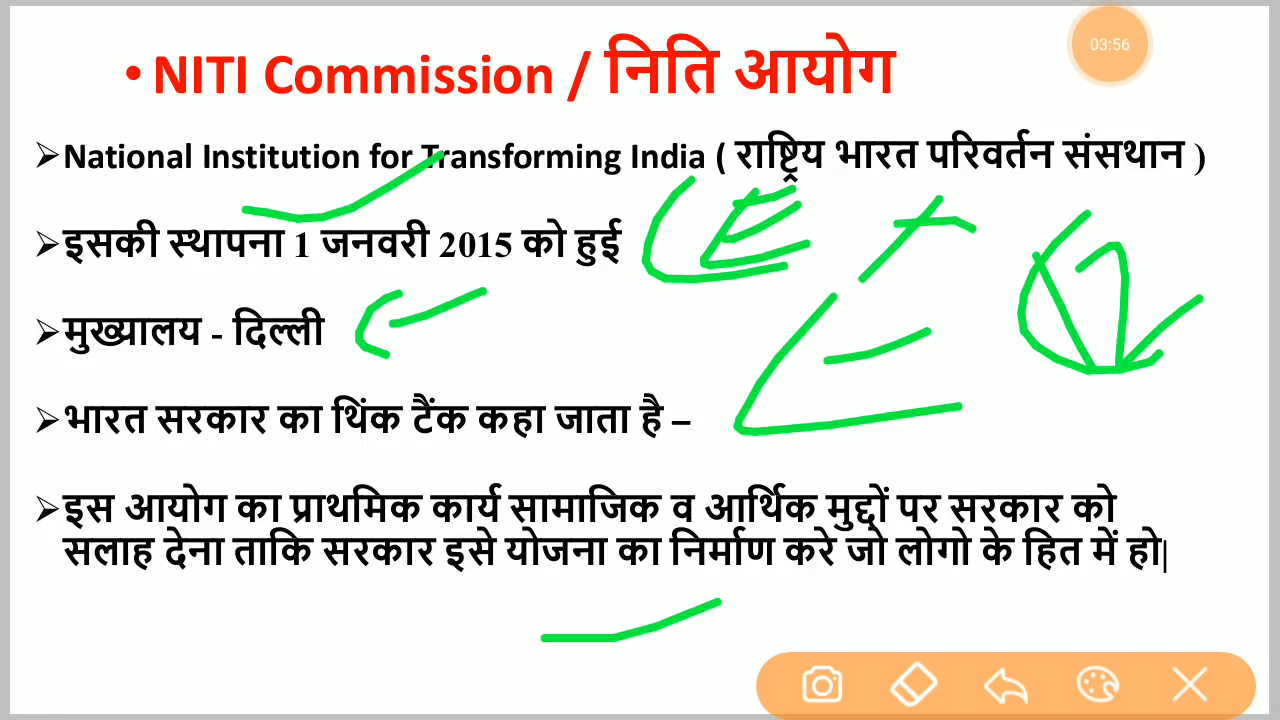 • NITI Commission / निति आयोग
03:56
➢National Institution for Transforming India ( राष्ट्रिय भारत परिवर्तन संसथान )
➢इसकी स्थापना 1 जनवरी 2015 को हुई
➢मुख्यालय - दिल्ली
➢भारत सरकार का थिंक टैंक कहा जाता है –
➢इस आयोग का प्राथमिक कार्य सामाजिक व आर्थिक मुद्दों पर सरकार को
सलाह देना ताकि सरकार इसे योजना का निर्माण करे जो लोगो के हित में हो|